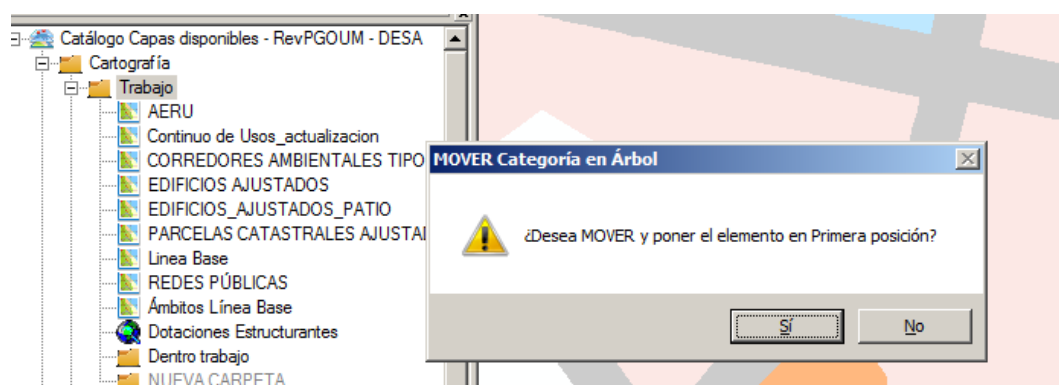 Catálogo Capas disponibles - RevPGOUM - DESA
Cartografía
Trabajo
AERU
Continuo de Usos_actualizacion
CORREDORES AMBIENTALES TIPO
EDIFICIOS AJUSTADOS
EDIFICIOS_AJUSTADOS_PATIO
PARCELAS CATASTRALES AJUSTAI
Linea Base
REDES PÚBLICAS
Ámbitos Línea Base
Dotaciones Estructurantes
Dentro trabajo
NUEVA CARPETA
MOVER Categoría en Árbol
¿Desea MOVER y poner el elemento en Primera posición?
Sí
No